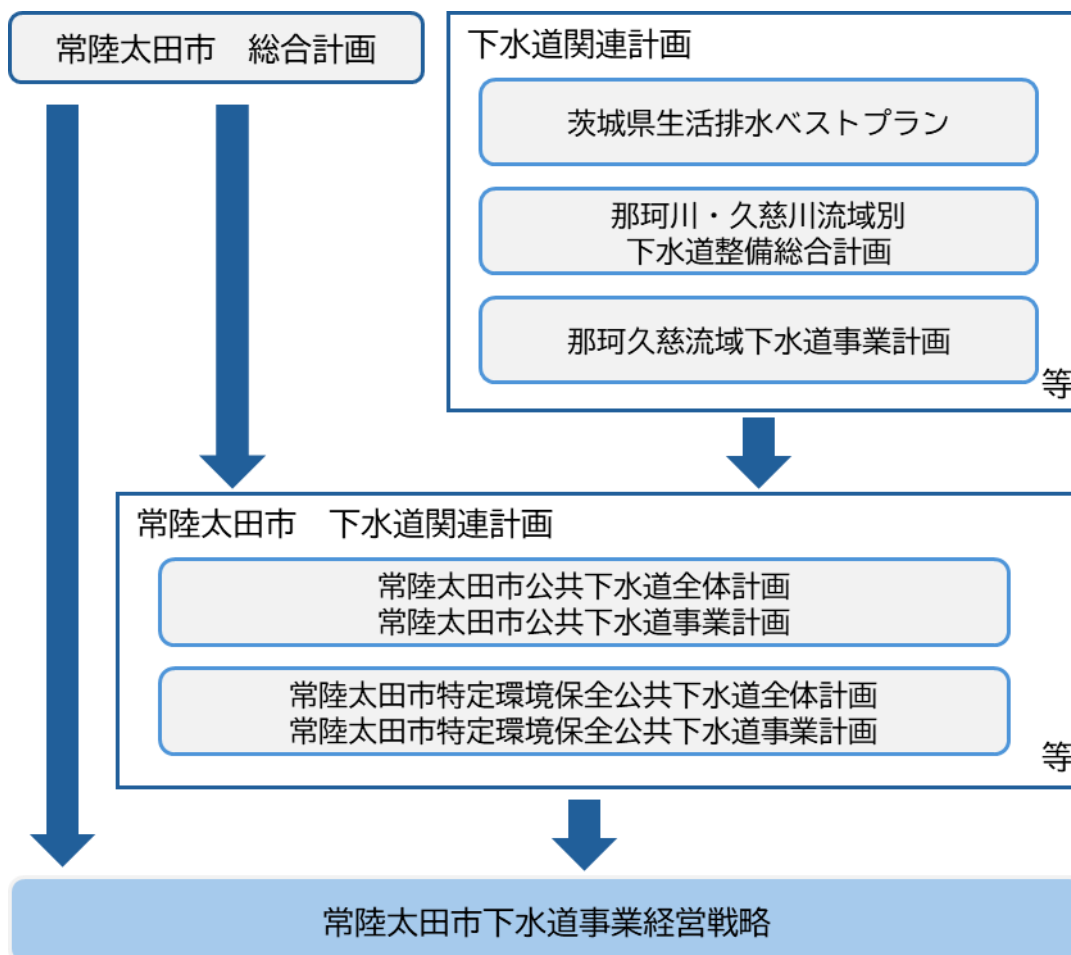 常陸太田市　総合計画
下水道関連計画
茨城県生活排水ベストプラン
那珂川・久慈川流域別
下水道整備総合計画
那珂久慈流域下水道事業計画
等
常陸太田市　下水道関連計画
常陸太田市公共下水道全体計画
常陸太田市公共下水道事業計画
常陸太田市特定環境保全公共下水道全体計画
常陸太田市特定環境保全公共下水道事業計画
等
常陸太田市下水道事業経営戦略